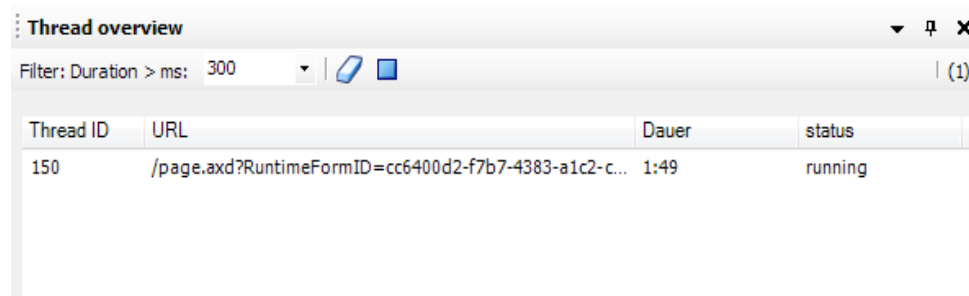 Thread overview
Filter: Duration > ms: 300 (1)
Thread ID URL Dauer status
150 /page.axd?RuntimeFormID=cc6400d2-f7b7-4383-a1c2-c... 1:49 running